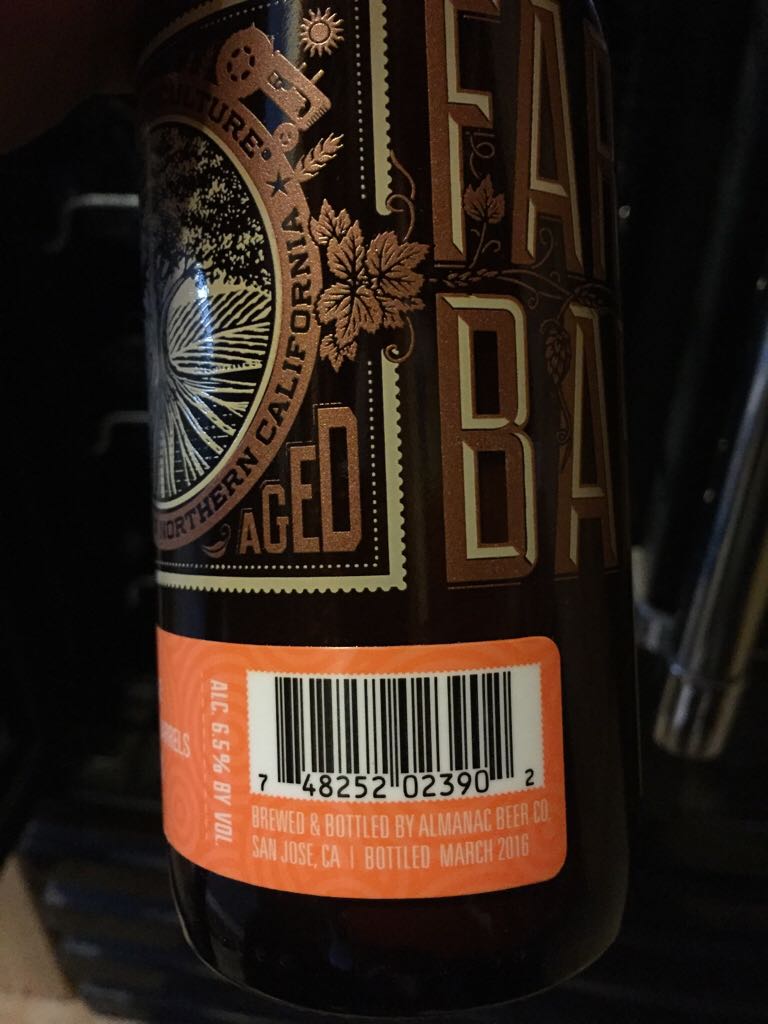 CULTURE®
NORTHERN CALIFORNIA
AGED
FAR
BA
ALC. 6.5% BY VOL.
7 48252 02390 2
BREWED & BOTTLED BY ALMANAC BEER CO.
SAN JOSE, CA | BOTTLED MARCH 2016